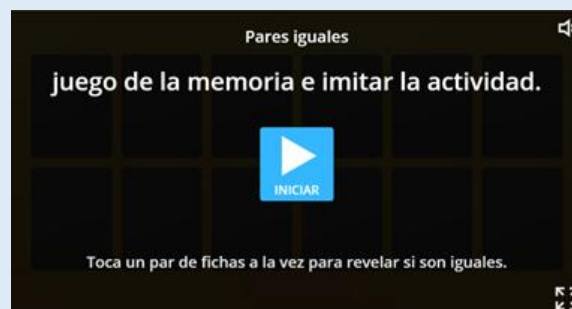 Pares iguales
juego de la memoria e imitar la actividad.
INICIAR
Toca un par de fichas a la vez para revelar si son iguales.